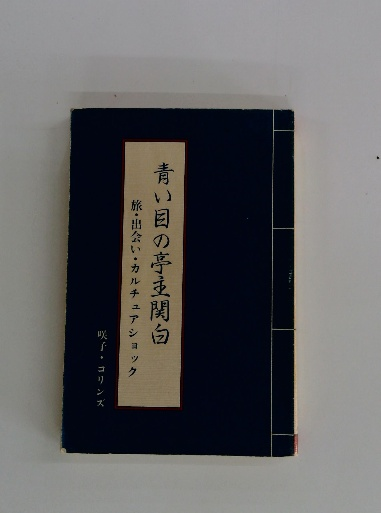 青い目の亭主関白
旅・出会い・カルチュアショック
咲子・コリンズ